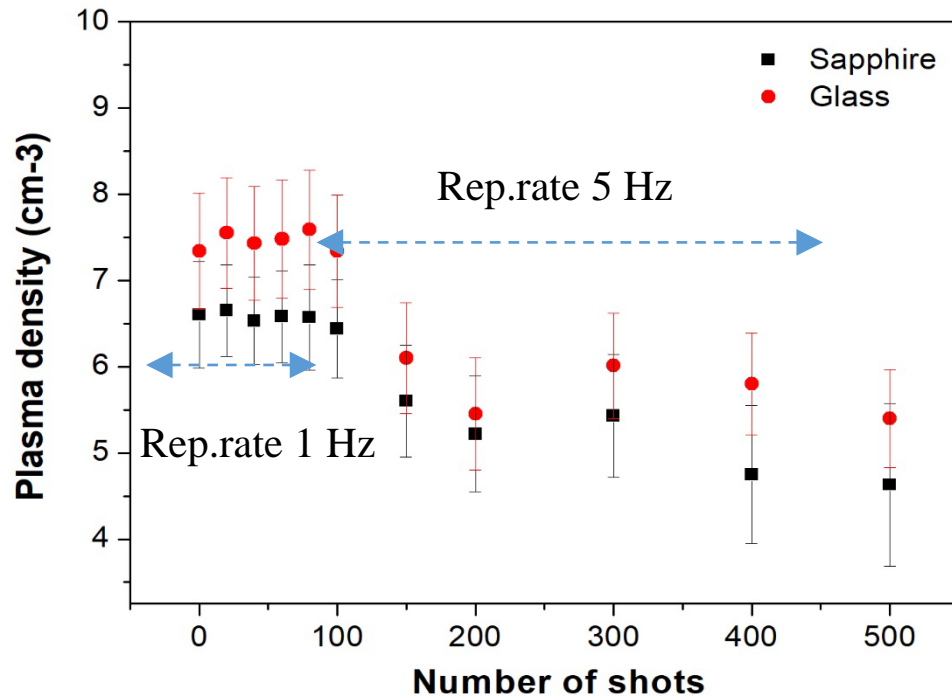 10
9
8
7
6
5
4
Plasma density (cm-3)
Sapphire
Glass
Rep.rate 5 Hz
Rep.rate 1 Hz
0 100 200 300 400 500
Number of shots